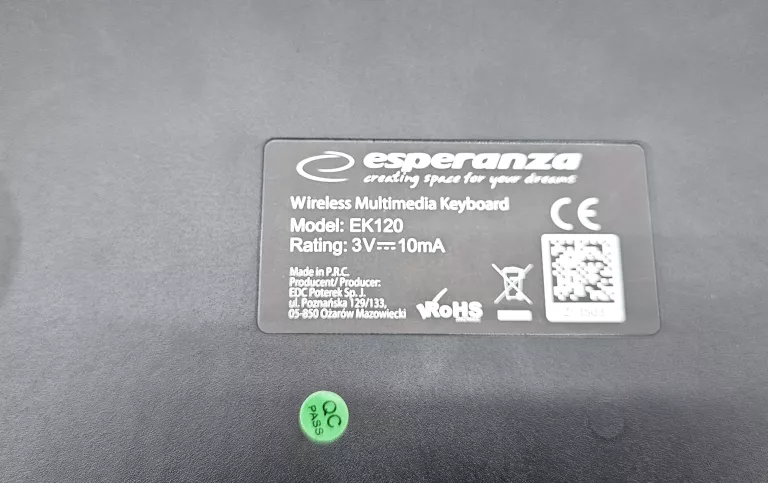 esperanza
creating space for your dreams
Wireless Multimedia Keyboard
Model: EK120
Rating: 3V⎓10mA
CE
Made in P.R.C.
Producent/ Producer:
EDC Poterek Sp. J.
ul. Poznańska 129/133,
05-850 Ożarów Mazowiecki
RoHS
QC
PASS